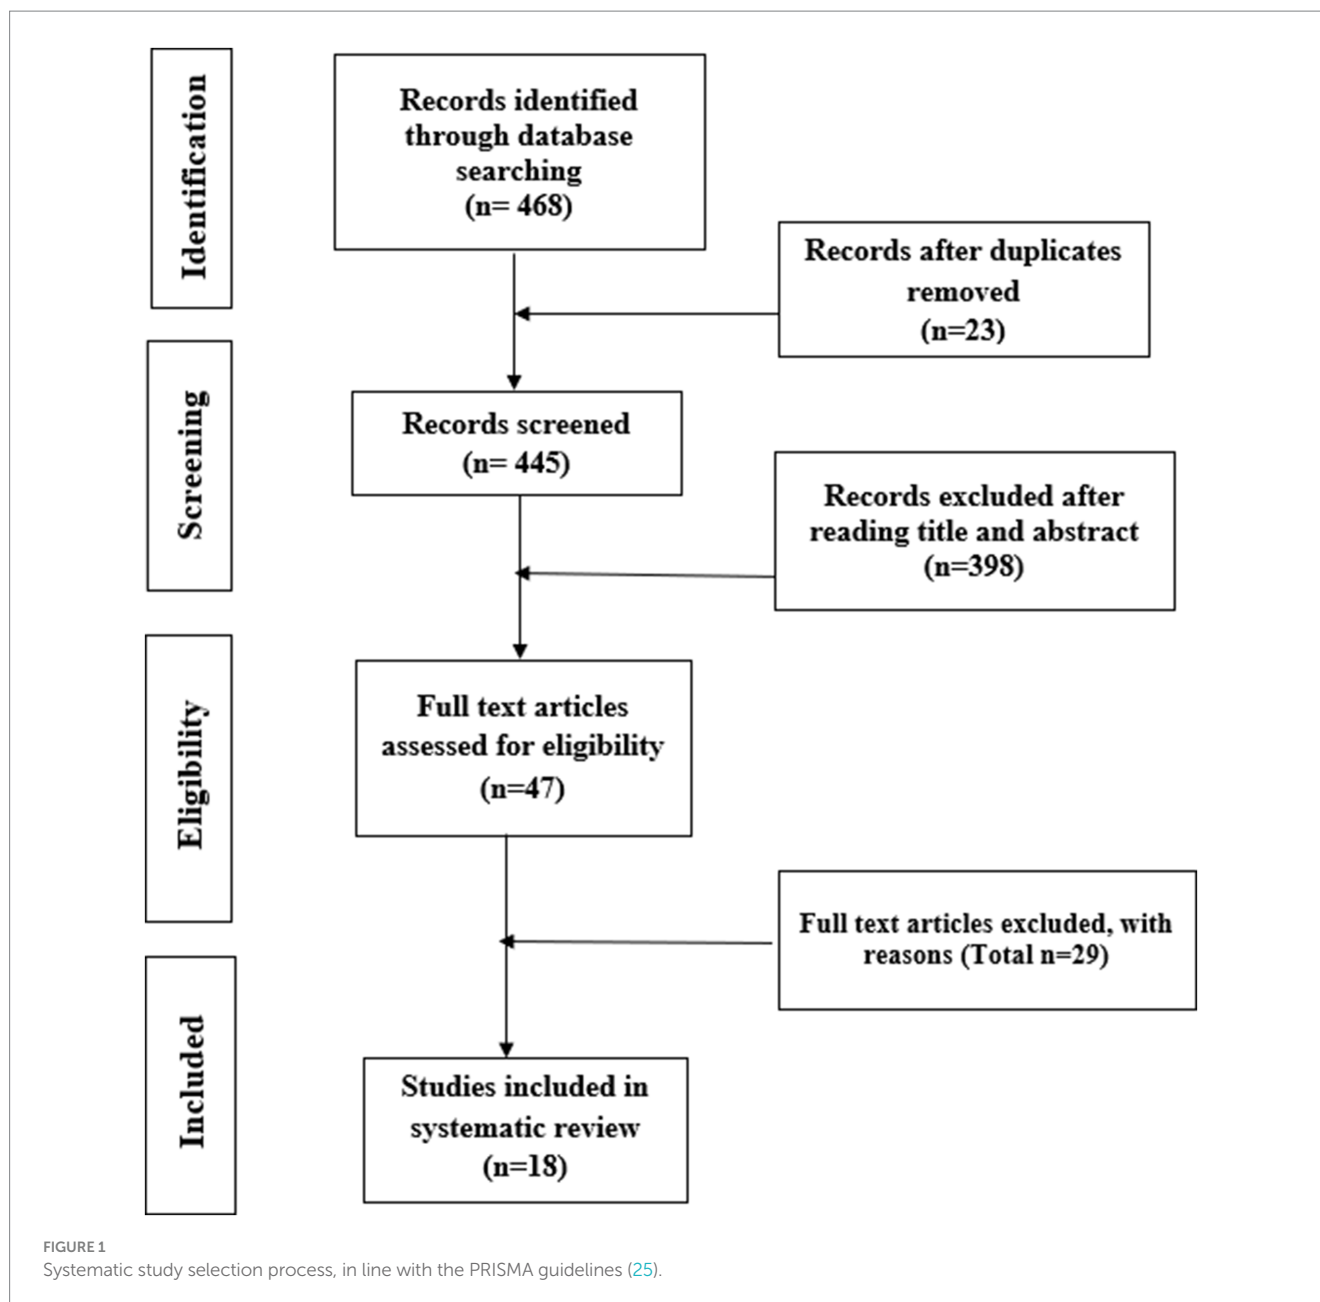 Identification
Records identified
through database
searching
(n= 468)
Records after duplicates
removed
(n=23)
Screening
Records screened
(n= 445)
Records excluded after
reading title and abstract
(n=398)
Eligibility
Full text articles
assessed for eligibility
(n=47)
Full text articles excluded, with
reasons (Total n=29)
Included
Studies included in
systematic review
(n=18)
FIGURE 1
Systematic study selection process, in line with the PRISMA guidelines (25).